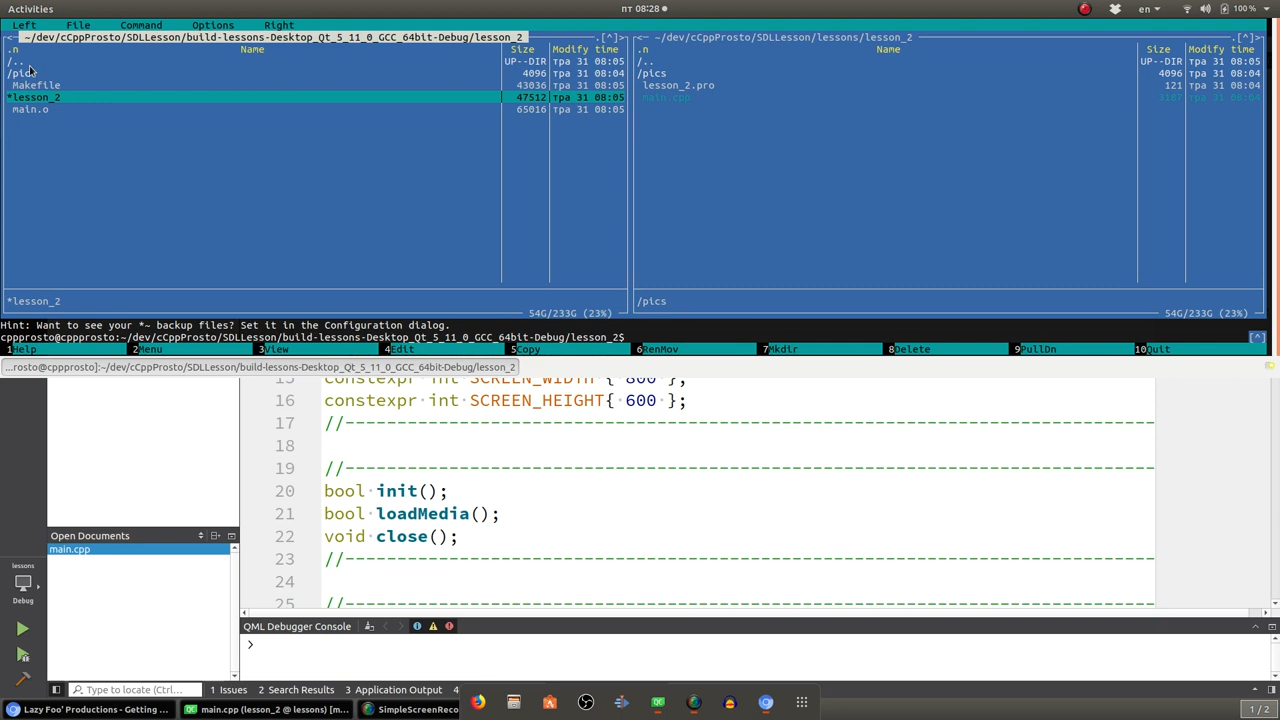 Activities
пт 08:28
en
100 %
Left File Command Options Right
~/dev/cCppProsto/SDLLesson/build-lessons-Desktop_Qt_5_11_0_GCC_64bit-Debug/lesson_2 .[^]>
<─ ~/dev/cCppProsto/SDLLesson/lessons/lesson_2 .[^]>
.n Name Size Modify time
.n Name Size Modify time
/.. UP--DIR тра 31 08:05
/.. UP--DIR тра 31 08:05
/pics 4096 тра 31 08:04
/pics 4096 тра 31 08:04
Makefile 43036 тра 31 08:05
lesson_2.pro 121 тра 31 08:04
*lesson_2 47512 тра 31 08:05
main.cpp 3187 тра 31 08:04
main.o 65016 тра 31 08:05
*lesson_2
/pics
54G/233G (23%)
54G/233G (23%)
Hint: Want to see your *~ backup files? Set it in the Configuration dialog.
cppprosto@cppprosto:~/dev/cCppProsto/SDLLesson/build-lessons-Desktop_Qt_5_11_0_GCC_64bit-Debug/lesson_2$ [^]
1Help 2Menu 3View 4Edit 5Copy 6RenMov 7Mkdir 8Delete 9PullDn 10Quit
...rosto@cppprosto]:~/dev/cCppProsto/SDLLesson/build-lessons-Desktop_Qt_5_11_0_GCC_64bit-Debug/lesson_2
15 constexpr int SCREEN_WIDTH { 800 };
16 constexpr int SCREEN_HEIGHT{ 600 };
17 //------------------------------------------------------------------------------
18
19 //------------------------------------------------------------------------------
20 bool init();
21 bool loadMedia();
22 void close();
23 //------------------------------------------------------------------------------
24
25 //------------------------------------------------------------------------------
Open Documents
main.cpp
lessons
Debug
QML Debugger Console
>
Type to locate (Ctrl-...
1 Issues 2 Search Results 3 Application Output 4
Lazy Foo' Productions - Getting ...
main.cpp (lesson_2 @ lessons) [m...
SimpleScreenReco
1 / 2